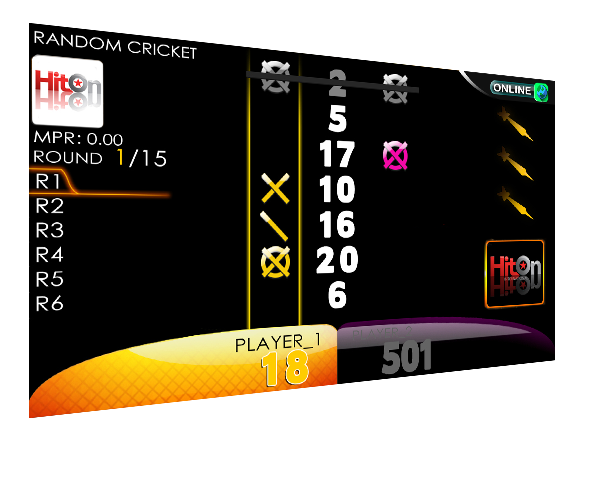 RANDOM CRICKET
HitOn
MPR: 0.00
ROUND 1/15
R1
R2
R3
R4
R5
R6
2
5
17
10
16
20
6
ONLINE
HitOn
PLAYER_1
18
PLAYER_2
501